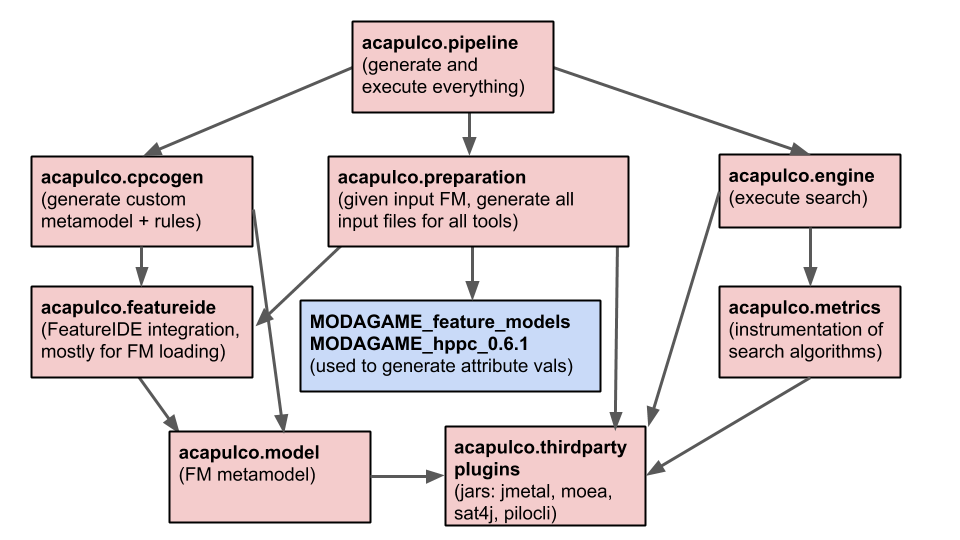 acapulco.pipeline
(generate and
execute everything)
acapulco.cpcogen
(generate custom
metamodel + rules)
acapulco.preparation
(given input FM, generate all
input files for all tools)
acapulco.engine
(execute search)
acapulco.featureide
(FeatureIDE integration,
mostly for FM loading)
MODAGAME_feature_models
MODAGAME_hppc_0.6.1
(used to generate attribute vals)
acapulco.metrics
(instrumentation of
search algorithms)
acapulco.model
(FM metamodel)
acapulco.thirdparty
plugins
(jars: jmetal, moea,
sat4j, pilocli)